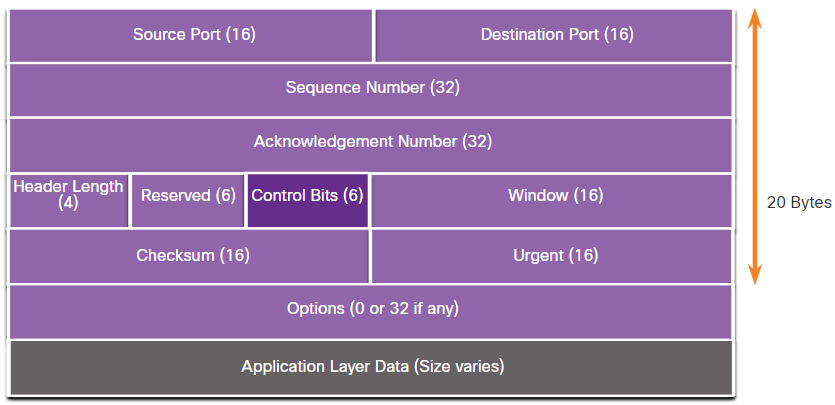 Source Port (16)
Destination Port (16)
Sequence Number (32)
Acknowledgement Number (32)
Header Length
(4)
Reserved (6)
Control Bits (6)
Window (16)
20 Bytes
Checksum (16)
Urgent (16)
Options (0 or 32 if any)
Application Layer Data (Size varies)